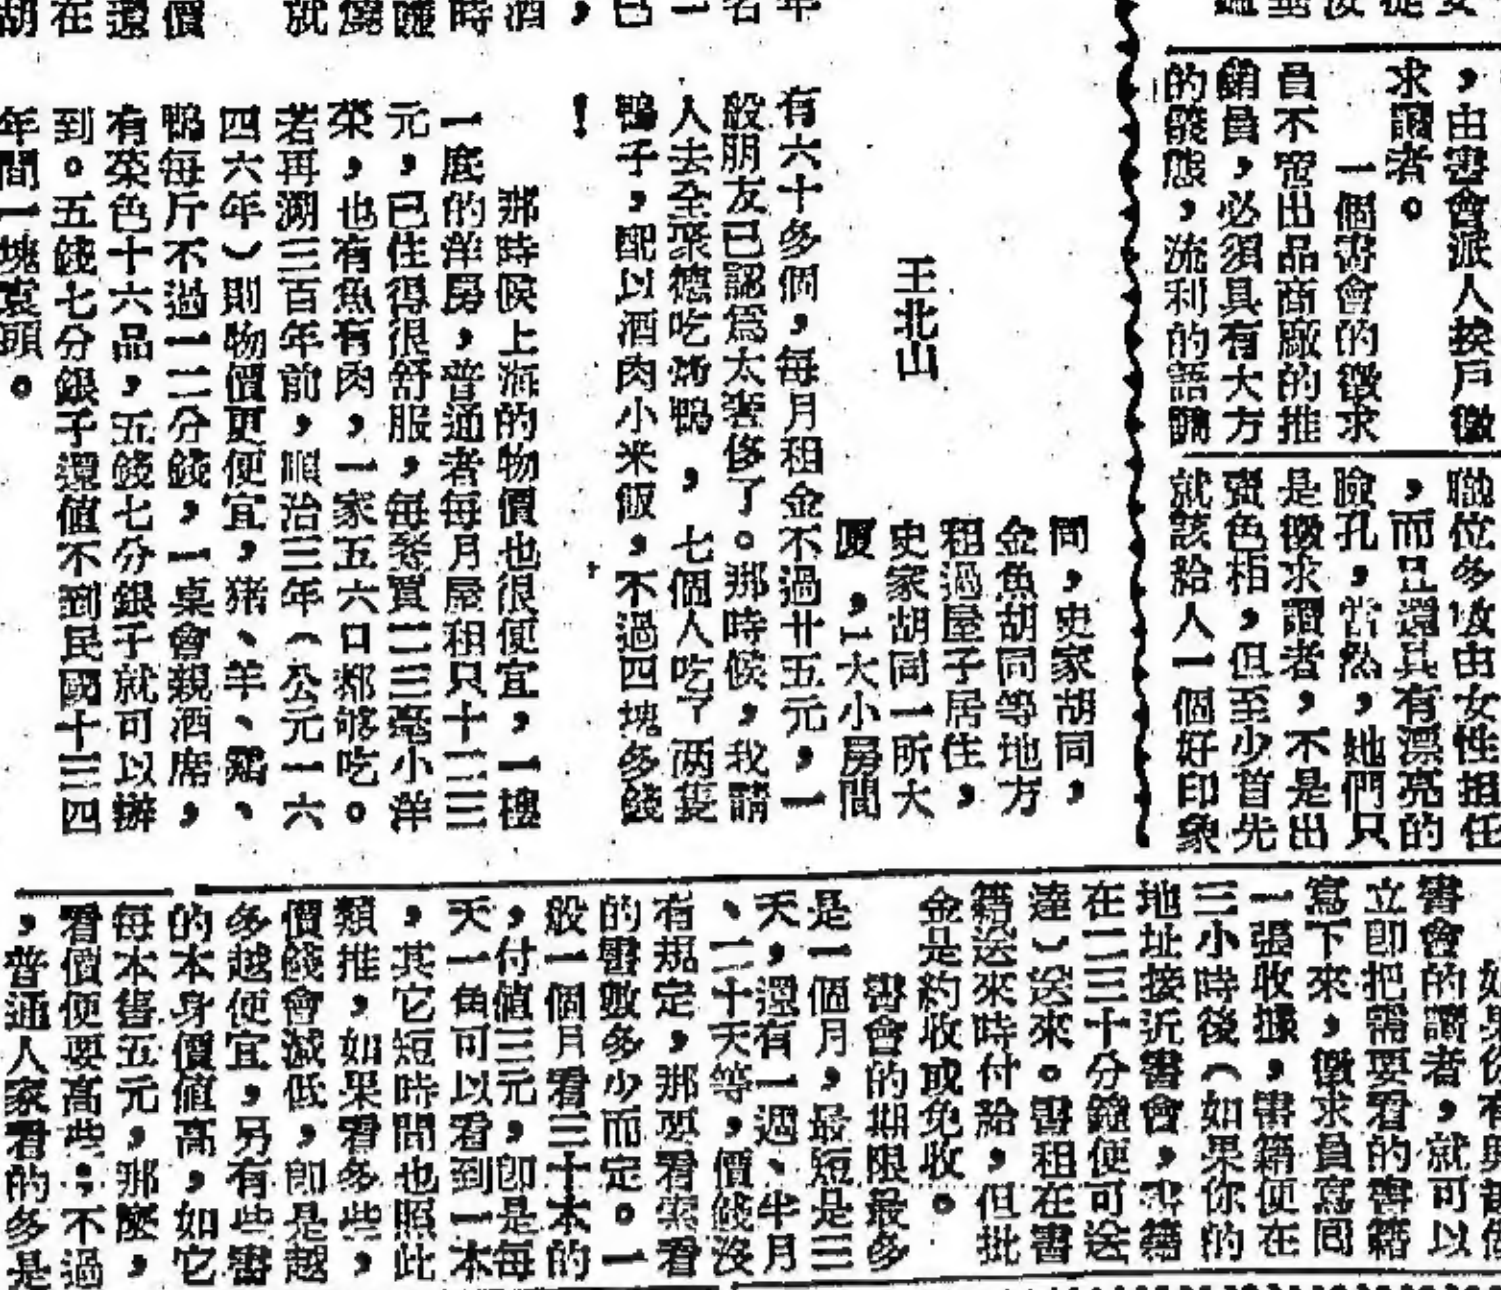 ，由書會派人挨戶徵
求讀者。
一個書會的徵求
員不啻出品商廠的推
銷員，必須具有大方
的儀態，流利的語調
職位多改由女性担任
，而且還具有漂亮的
臉孔，當然，她們只
是徵求讀者，不是出
賣色相，但至少首先
就該給人一個好印象
王北山
同，史家胡同，
金魚胡同等地方
租過屋子居住，
史家胡同一所大
廈，大小房間
有六十多個，每月租金不過廿五元，一
般朋友已認爲太奢侈了。那時候，我請
人去全聚德吃燒鴨，七個人吃了两隻
鴨子，配以酒肉小米飯，不過四塊多錢
！
那時候上海的物價也很便宜，一樓
一底的洋房，普通者每月屋租只十二三
元，已住得很舒服，每餐買二三毫小洋
菜，也有魚有肉，一家五六口都够吃。
若再溯三百年前，順治三年（公元一六
四六年）則物價更便宜，猪、羊、鷄、
鴨每斤不過一二分錢，一桌會親酒席，
有菜色十六品，五錢七分銀子就可以辦
到。五錢七分銀子還值不到民國十三四
年間一塊袁頭。
書會的讀者，就可以
立即把需要看的書籍
寫下來，徵求員寫囘
一張收據，書籍便在
三小時後（如果你的
地址接近書會，書籍
在二三十分鐘便可送
達）送來。書租在書
籍送來時付給，但批
金是約收或免收。
書會的期限最多
是一個月，最短是三
天，還有一週、半月
、二十天等，價錢沒
有規定，那要看索看
的書數多少而定。一
般一個月看三十本的
，付值三元，即是每
天一角可以看到一本
，其它短時間也照此
類推，如果看多些，
價錢會減低，即是越
多越便宜，另有些書
的本身價值高，如它
每本售五元，那麼，
看價便要高些；不過
，普通人家看的多是